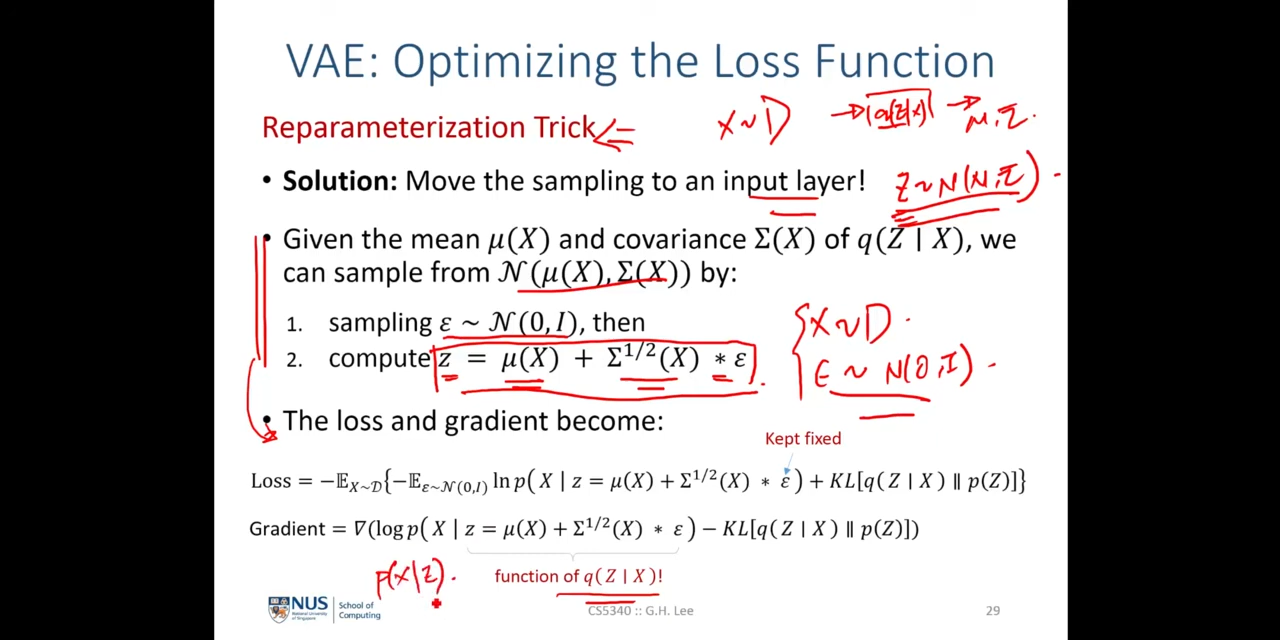 VAE: Optimizing the Loss Function
Reparameterization Trick <=
X ~ D → q(Z|X) → μ, Σ.
• Solution: Move the sampling to an input layer!
Z ~ N(μ, Σ).
• Given the mean μ(X) and covariance Σ(X) of q(Z | X), we
can sample from 𝒩(μ(X), Σ(X)) by:
1. sampling ε ~ 𝒩(0, I), then
2. compute z = μ(X) + Σ^{1/2}(X) * ε
{X ~ D.
ε ~ N(0, I).
• The loss and gradient become:
Kept fixed
Loss = −𝔼_{X~𝒟}{−𝔼_{ε~𝒩(0,I)} ln p( X | z = μ(X) + Σ^{1/2}(X) * ε) + KL[q(Z | X) ∥ p(Z)]}
Gradient = ∇(log p( X | z = μ(X) + Σ^{1/2}(X) * ε) − KL[q(Z | X) ∥ p(Z)])
p(X|Z).
function of q(Z | X)!
NUS
National University
of Singapore
School of
Computing
CS5340 :: G.H. Lee
29